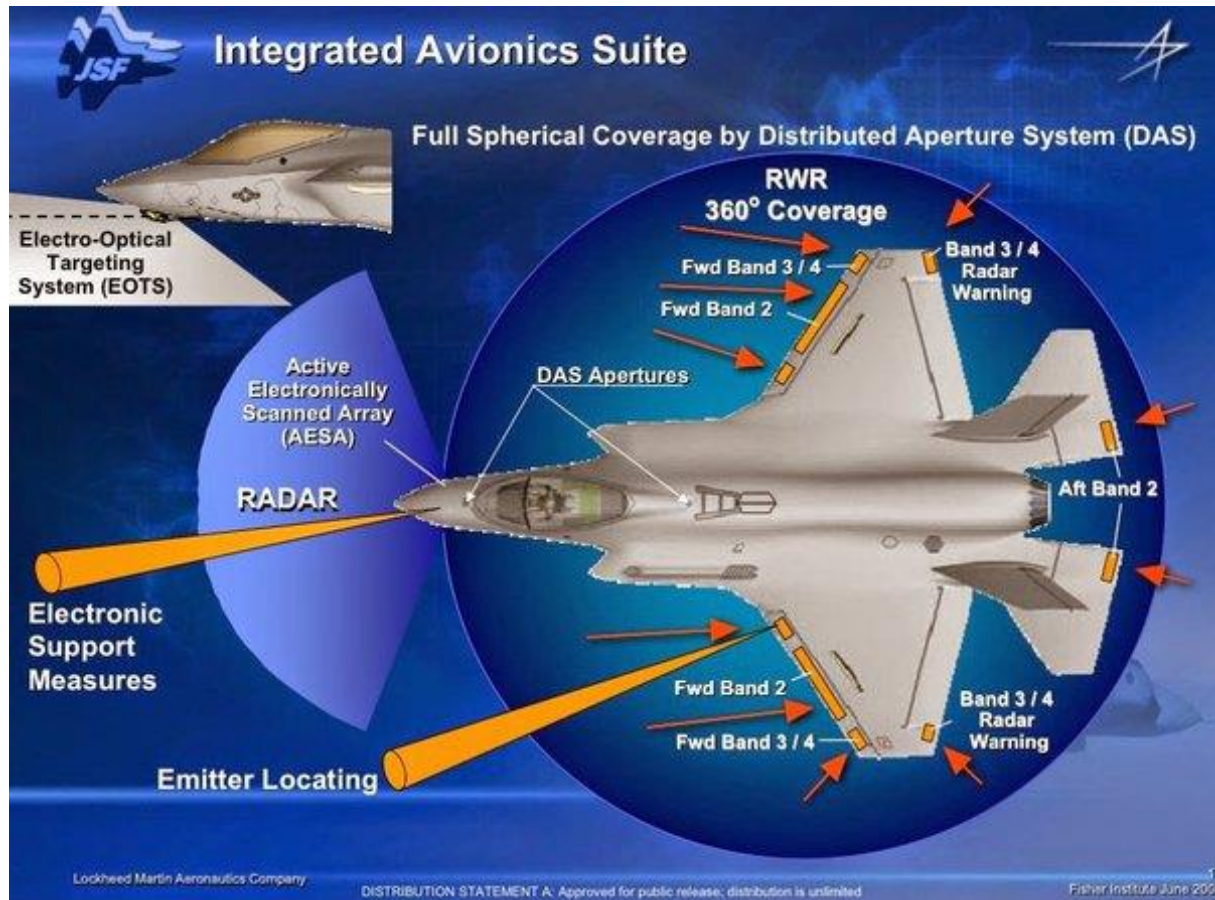 JSF
Integrated Avionics Suite
Full Spherical Coverage by Distributed Aperture System (DAS)
Electro-Optical
Targeting
System (EOTS)
RWR
360° Coverage
Fwd Band 3 / 4
Band 3 / 4
Radar
Warning
Fwd Band 2
Active
Electronically
Scanned Array
(AESA)
DAS Apertures
RADAR
Aft Band 2
Electronic
Support
Measures
Fwd Band 2
Fwd Band 3 / 4
Band 3 / 4
Radar
Warning
Emitter Locating
Lockheed Martin Aeronautics Company
DISTRIBUTION STATEMENT A: Approved for public release; distribution is unlimited
Fisher Institute June